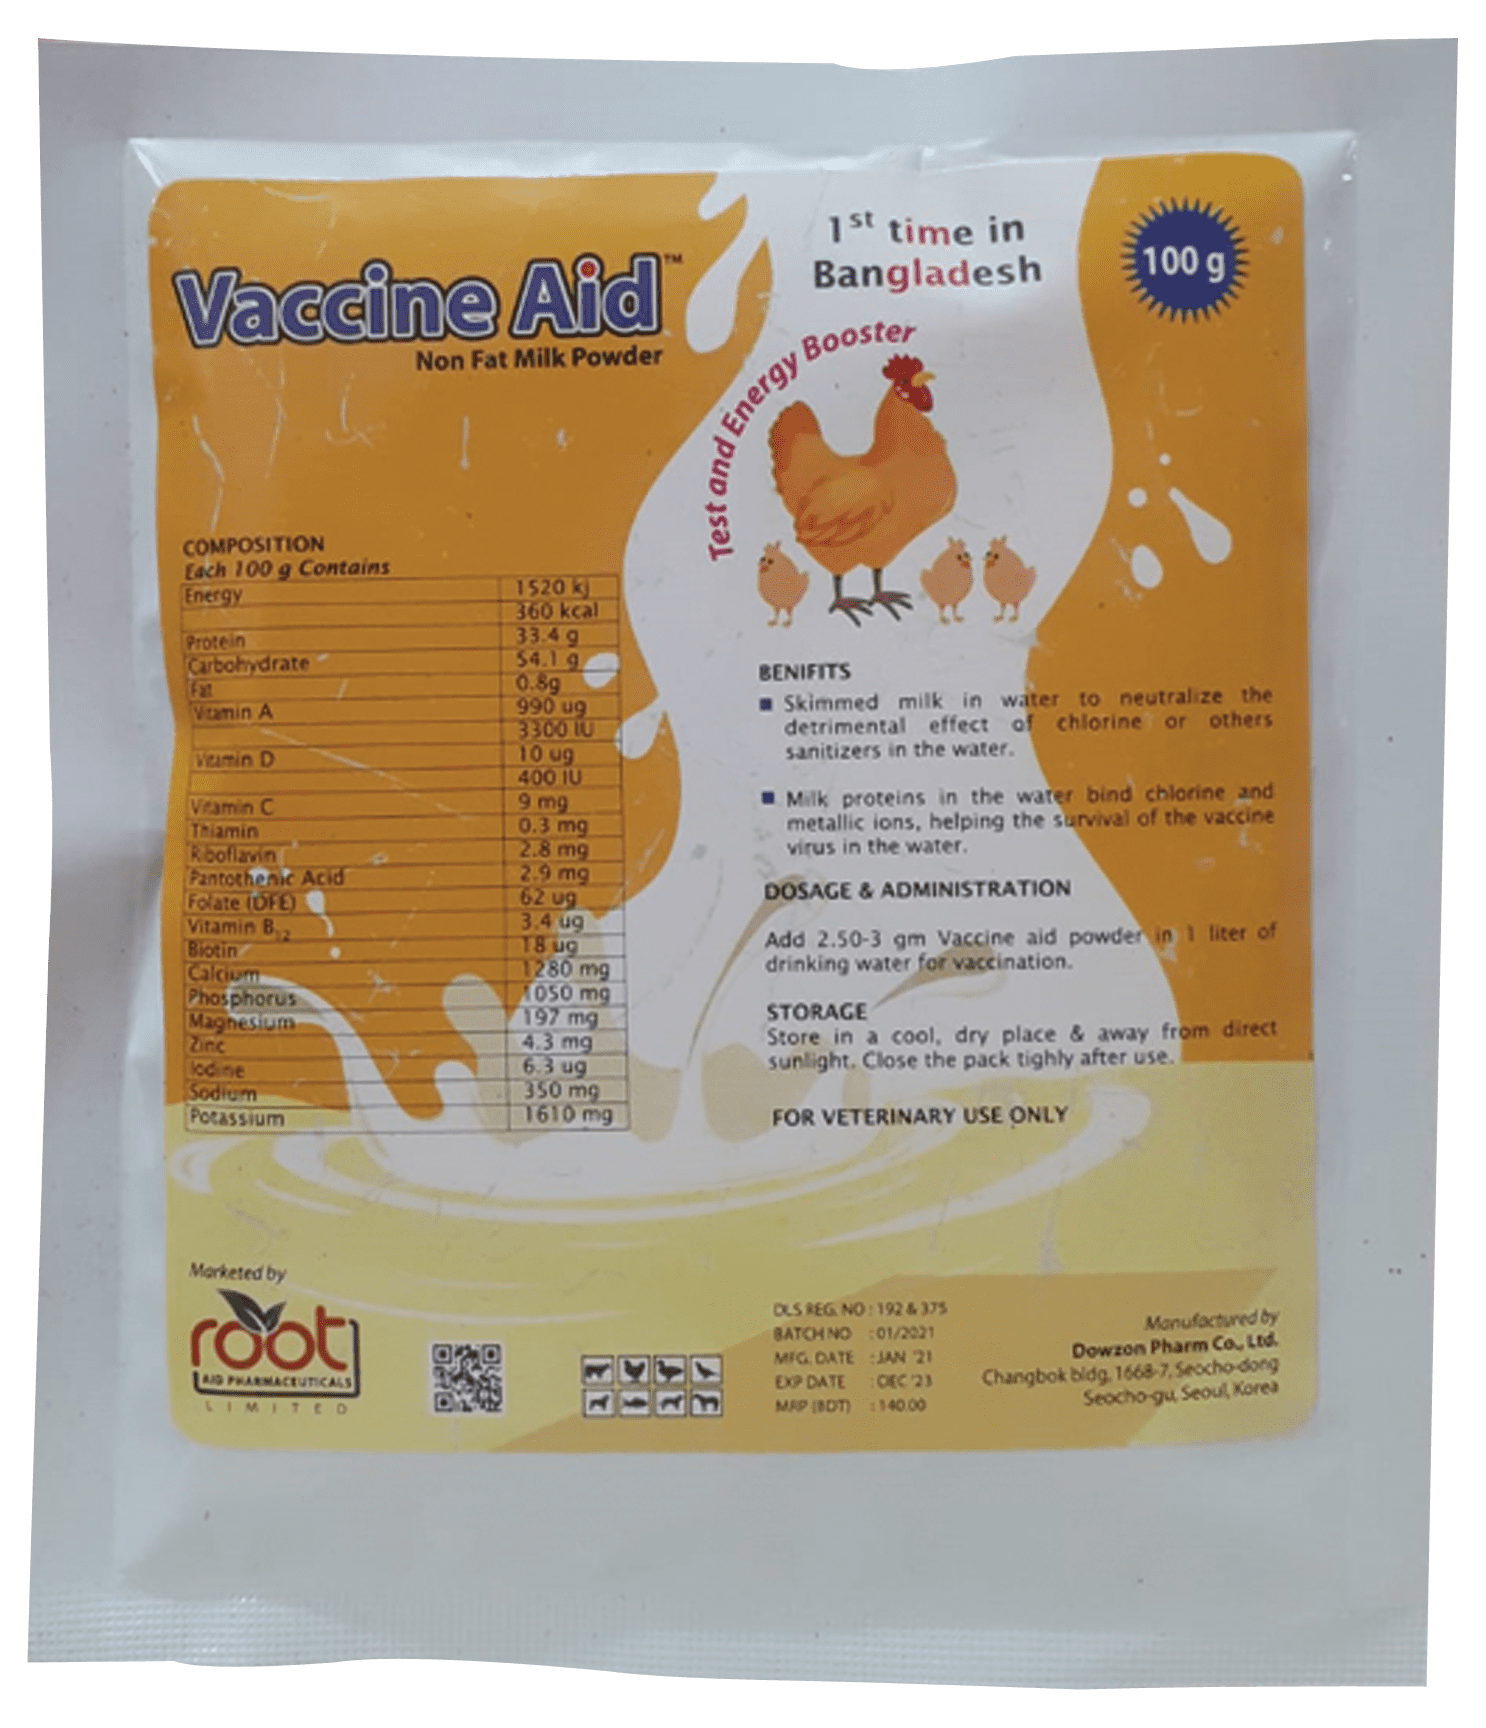 1st time in
Bangladesh
100 g
Vaccine Aid™
Non Fat Milk Powder
Test and Energy Booster
COMPOSITION
Each 100 g Contains
Energy 1520 kj
360 kcal
Protein 33.4 g
Carbohydrate 54.1 g
Fat 0.8g
Vitamin A 990 ug
3300 IU
Vitamin D 10 ug
400 IU
Vitamin C 9 mg
Thiamin 0.3 mg
Riboflavin 2.8 mg
Pantothenic Acid 2.9 mg
Folate (DFE) 62 ug
Vitamin B12 3.4 ug
Biotin 18 ug
Calcium 1280 mg
Phosphorus 1050 mg
Magnesium 197 mg
Zinc 4.3 mg
Iodine 6.3 ug
Sodium 350 mg
Potassium 1610 mg
BENIFITS
Skimmed milk in water to neutralize the
detrimental effect of chlorine or others
sanitizers in the water.
Milk proteins in the water bind chlorine and
metallic ions, helping the survival of the vaccine
virus in the water.
DOSAGE & ADMINISTRATION
Add 2.50-3 gm Vaccine aid powder in 1 liter of
drinking water for vaccination.
STORAGE
Store in a cool, dry place & away from direct
sunlight. Close the pack tighly after use.
FOR VETERINARY USE ONLY
Marketed by
root
AID PHARMACEUTICALS
LIMITED
DLS REG. NO : 192 & 375
BATCH NO : 01/2021
MFG. DATE : JAN '21
EXP DATE : DEC '23
MRP (BDT) : 140.00
Manufactured by
Dowzon Pharm Co., Ltd.
Changbok bldg, 1668-7, Seocho-dong
Seocho-gu, Seoul, Korea